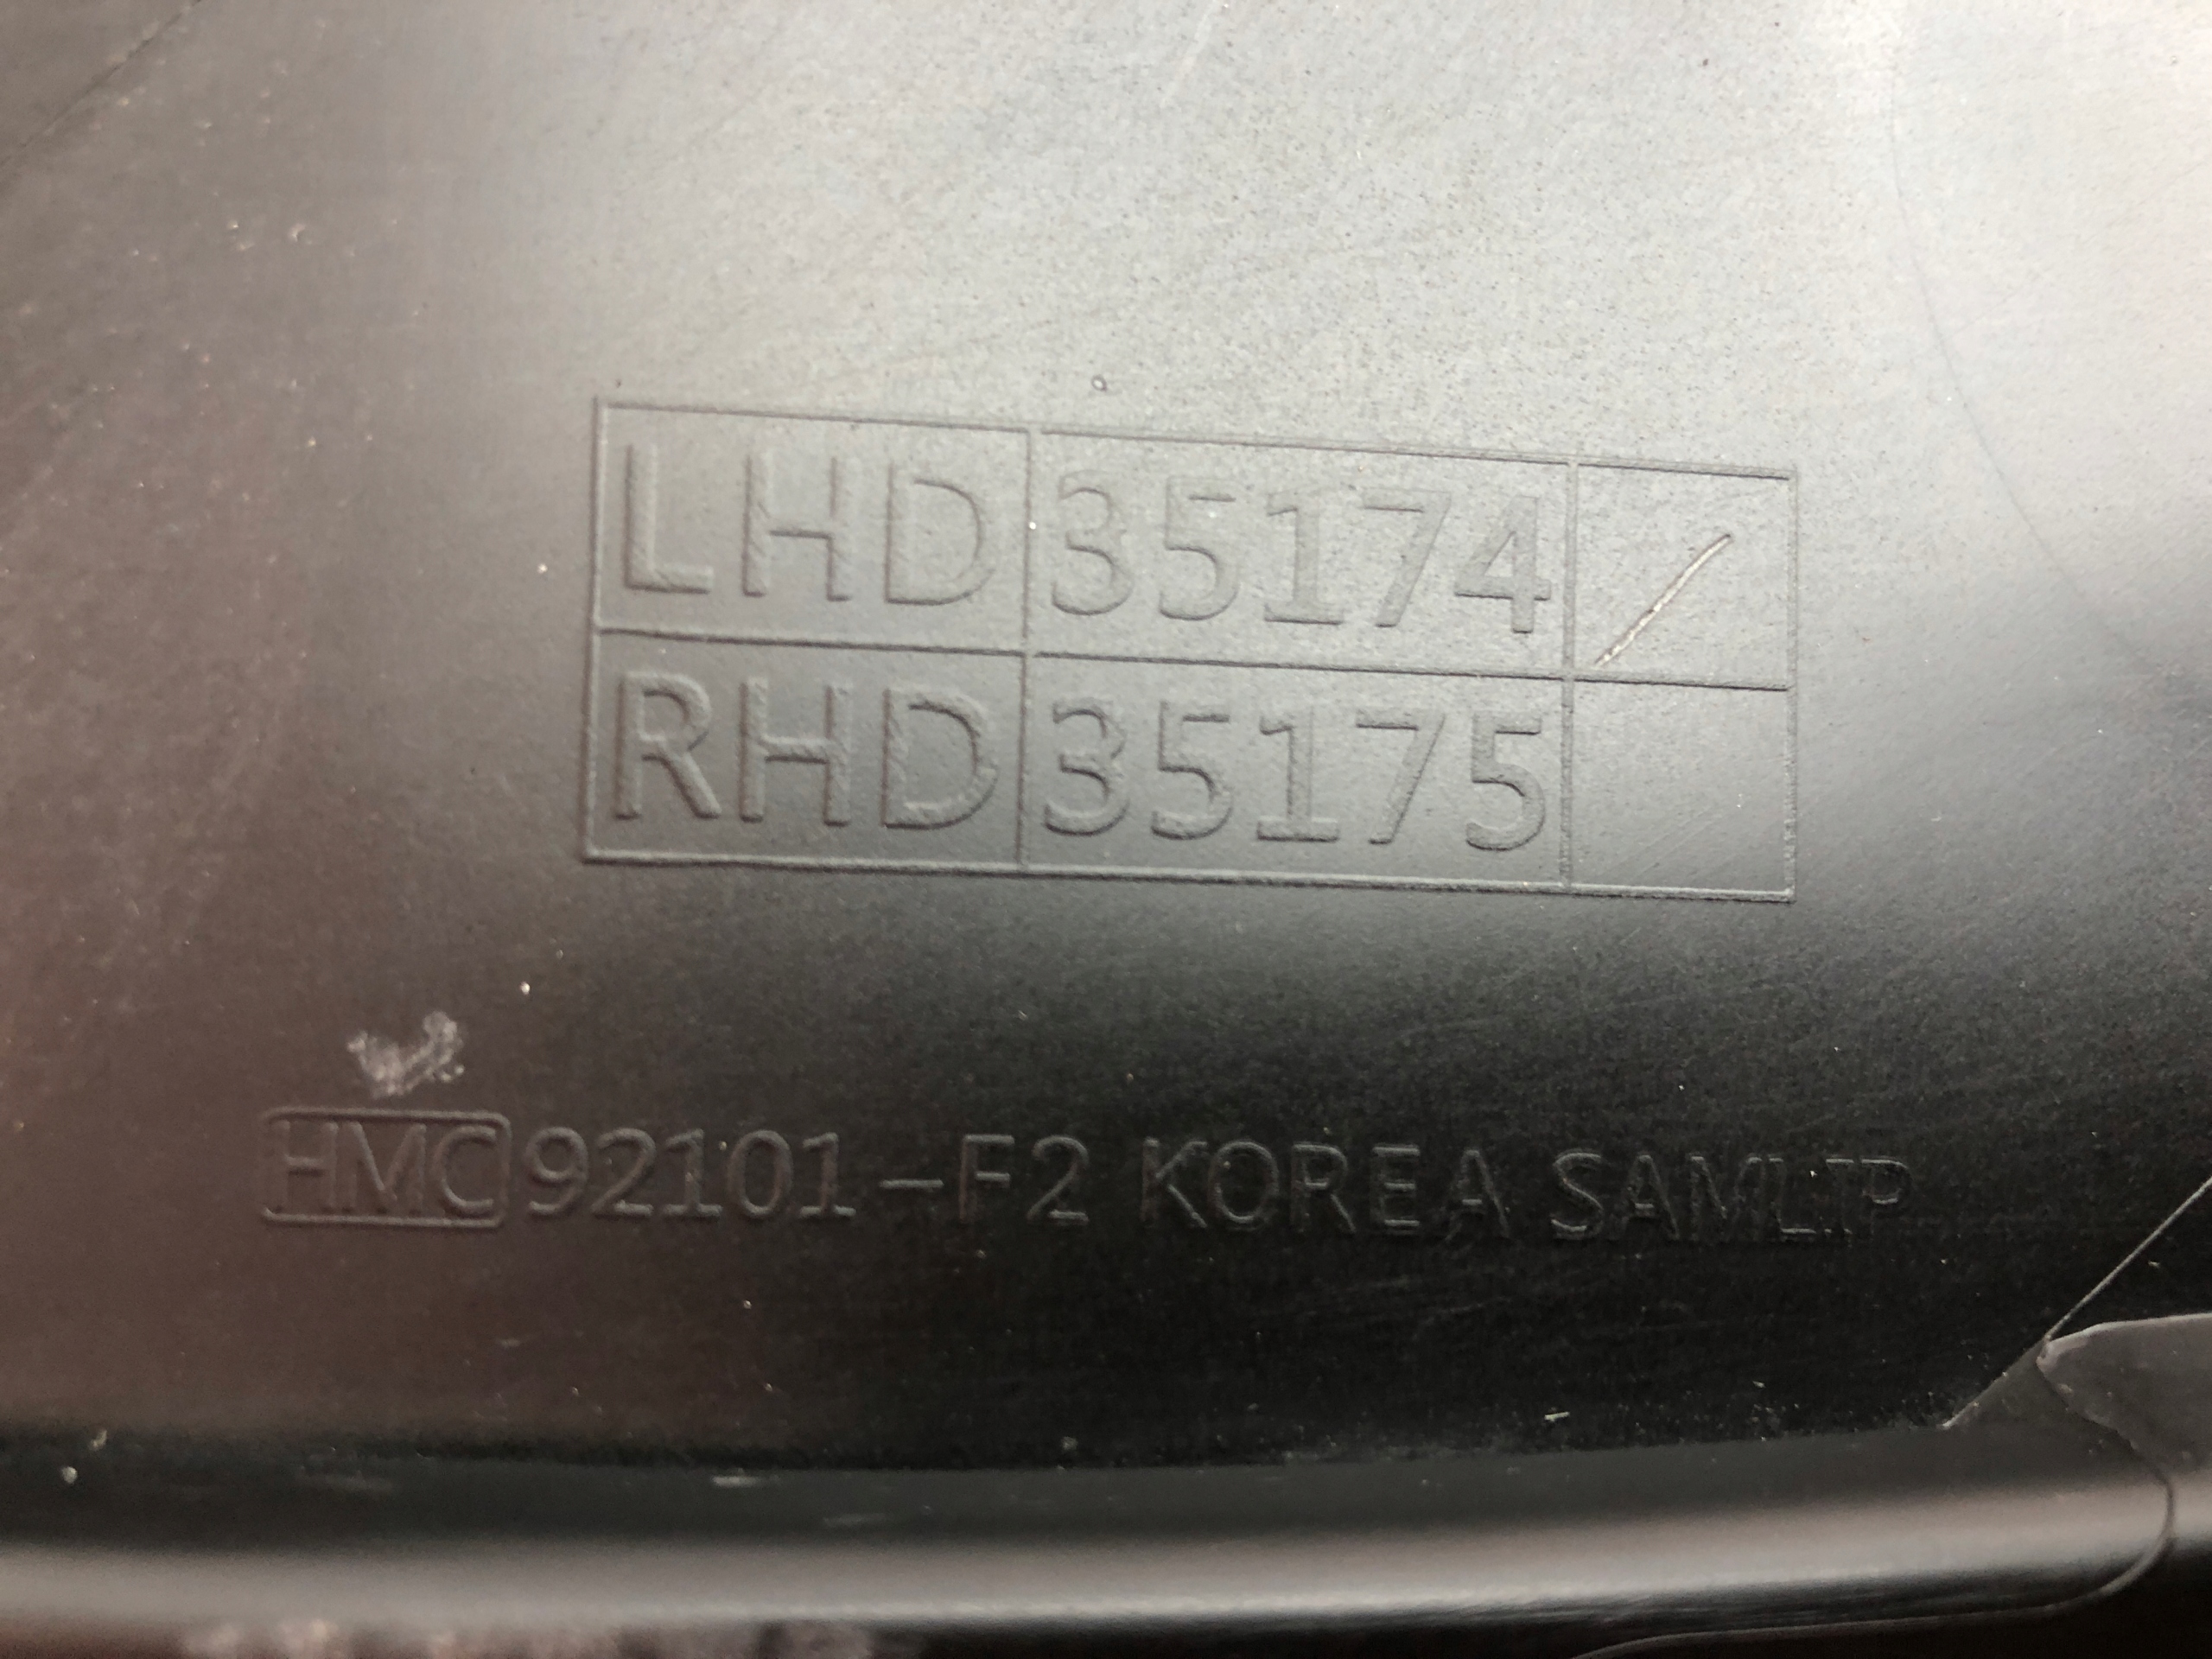 LHD 35174 /
RHD 35175
HMC 92101-F2 KOREA SAMLIP